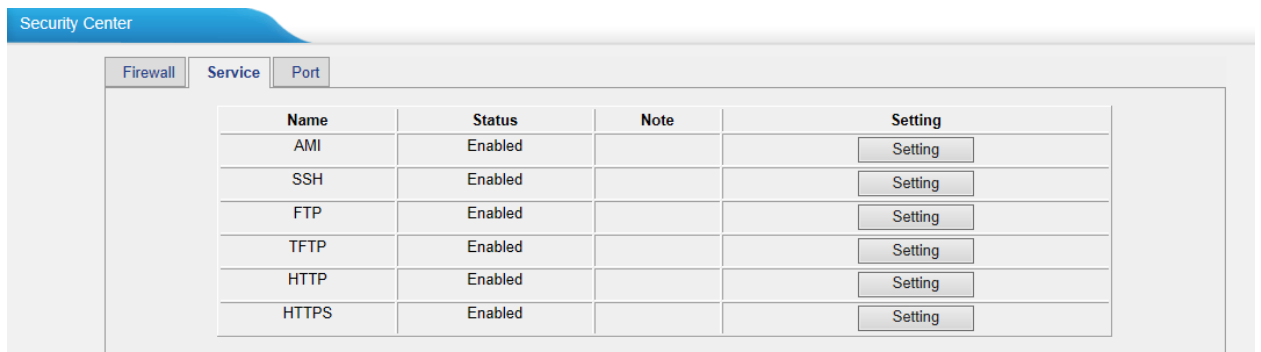 Security Center
Firewall Service Port
Name Status Note Setting
AMI Enabled Setting
SSH Enabled Setting
FTP Enabled Setting
TFTP Enabled Setting
HTTP Enabled Setting
HTTPS Enabled Setting